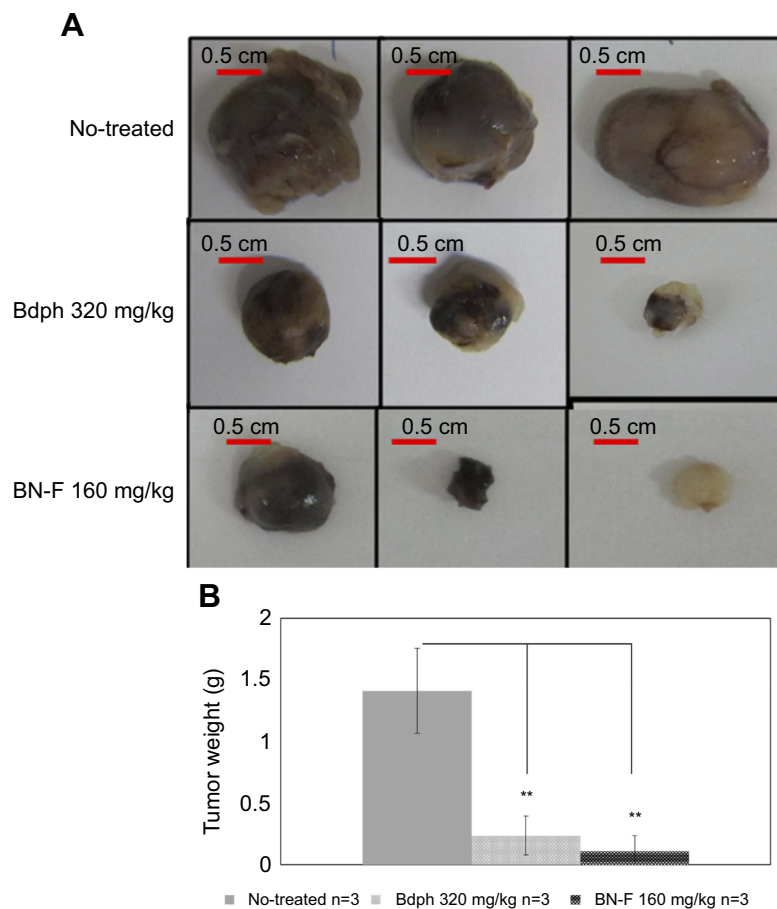 A
0.5 cm 0.5 cm 0.5 cm
No-treated
0.5 cm 0.5 cm 0.5 cm
Bdph 320 mg/kg
0.5 cm 0.5 cm 0.5 cm
BN-F 160 mg/kg
B
2
1.5
1
0.5
0
Tumor weight (g)
**
**
No-treated n=3 Bdph 320 mg/kg n=3 BN-F 160 mg/kg n=3